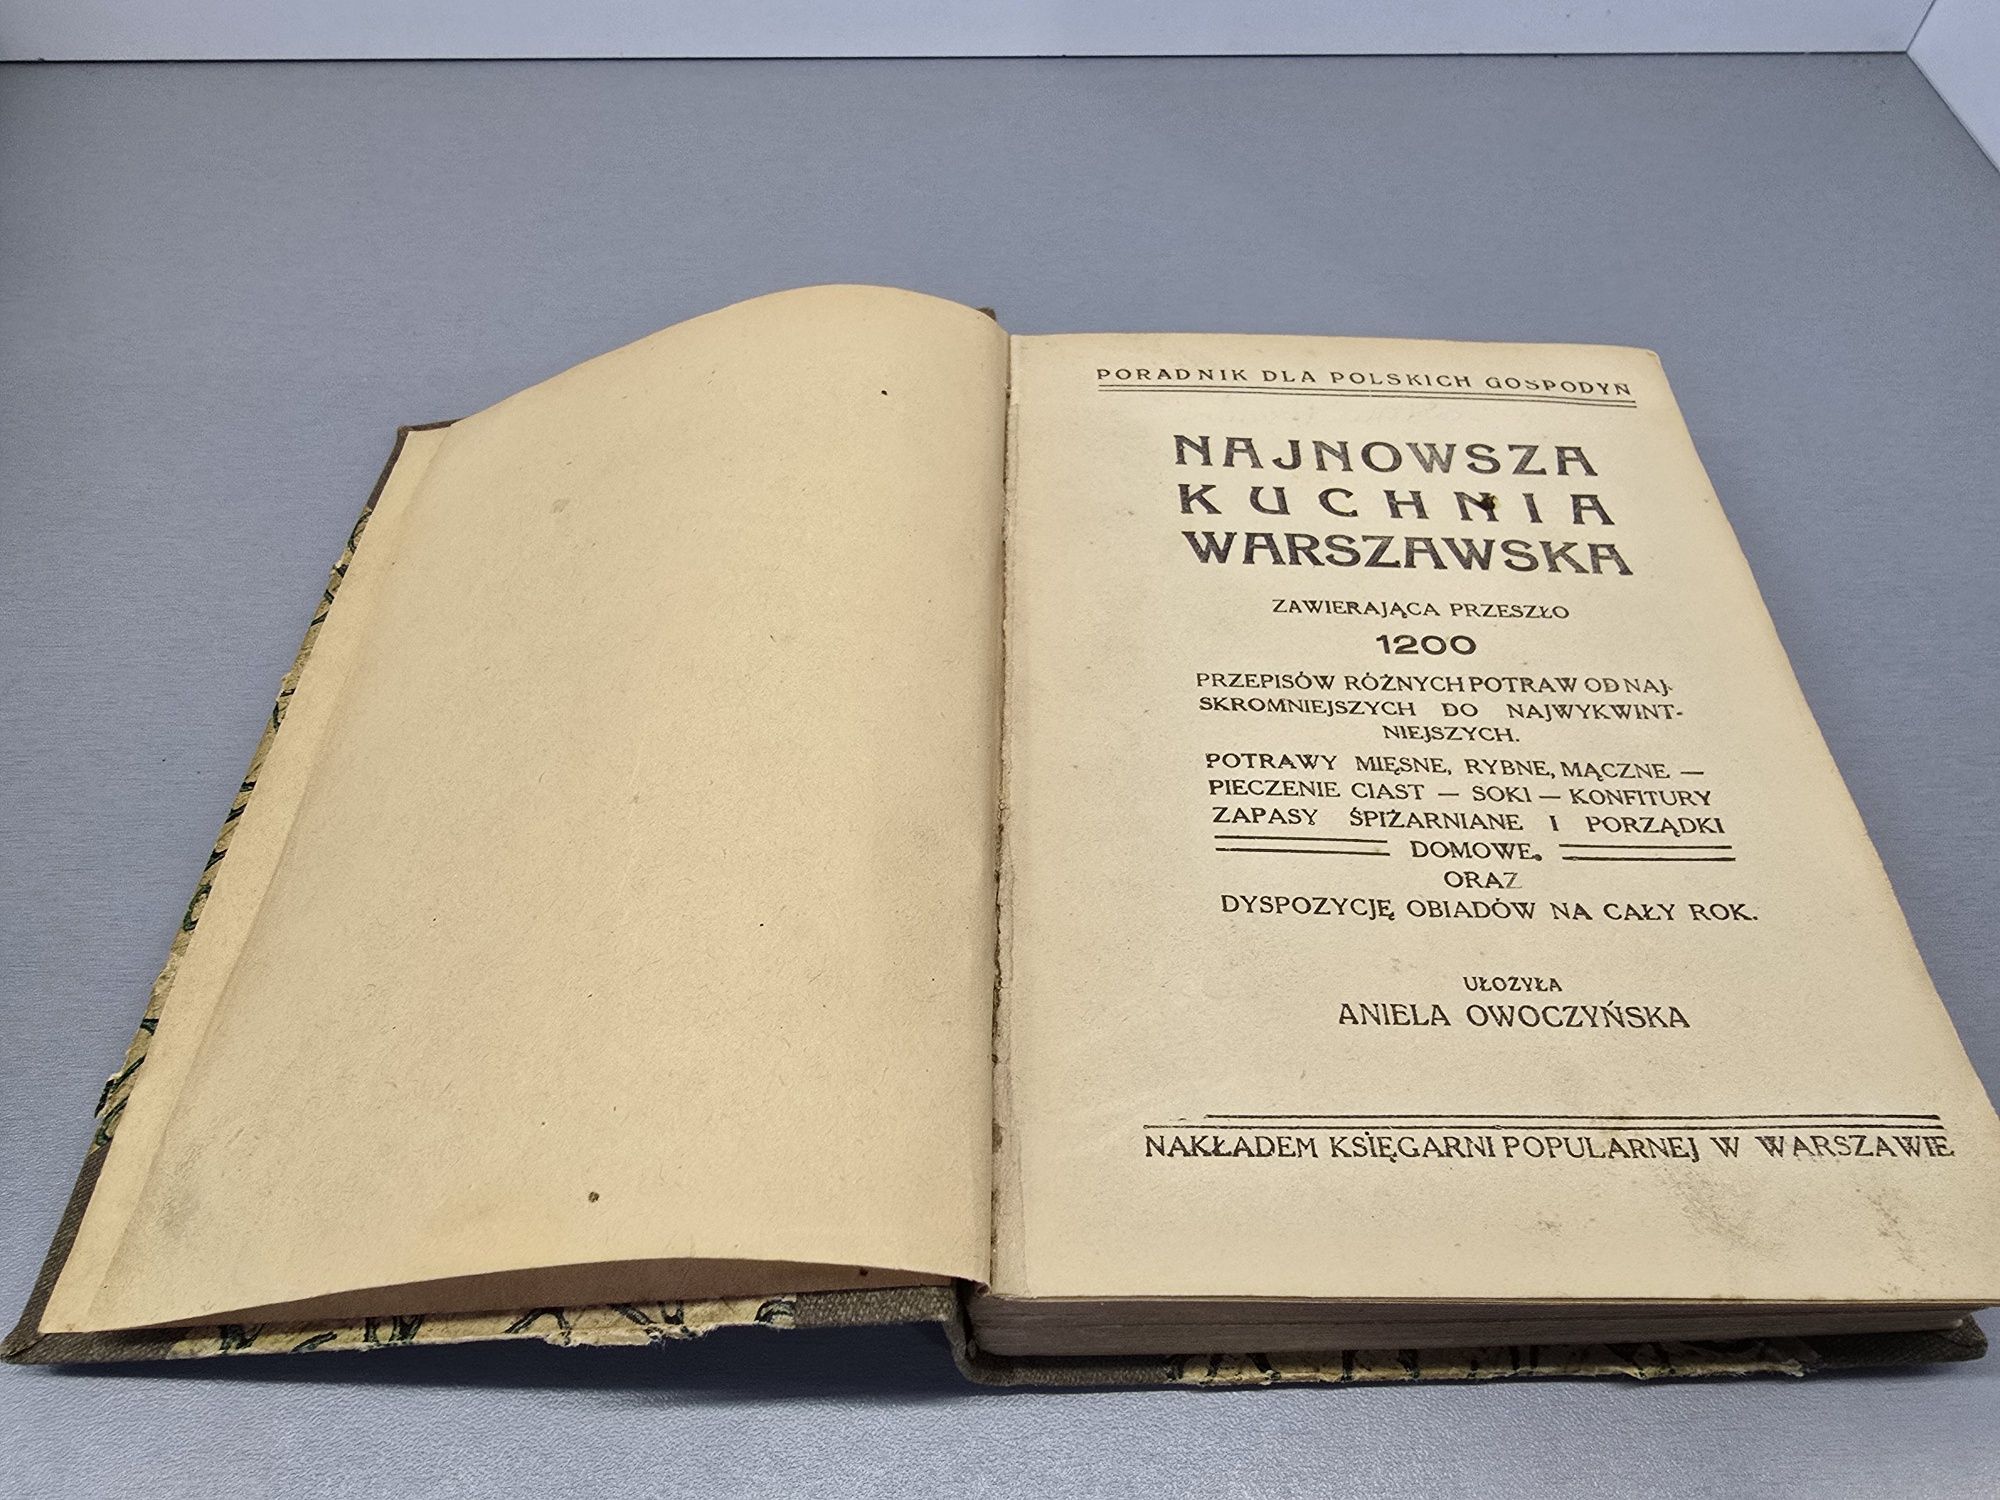 PORADNIK DLA POLSKICH GOSPODYŃ
NAJNOWSZA
KUCHNIA
WARSZAWSKA
ZAWIERAJĄCA PRZESZŁO
1200
PRZEPISÓW RÓŻNYCH POTRAW OD NAJ-
SKROMNIEJSZYCH DO NAJWYKWINT-
NIEJSZYCH.
POTRAWY MIĘSNE, RYBNE, MĄCZNE —
PIECZENIE CIAST — SOKI — KONFITURY
ZAPASY ŚPIŻARNIANE I PORZĄDKI
DOMOWE.
ORAZ
DYSPOZYCJĘ OBIADÓW NA CAŁY ROK.
UŁOŻYŁA
ANIELA OWOCZYŃSKA
NAKŁADEM KSIĘGARNI POPULARNEJ W WARSZAWIE